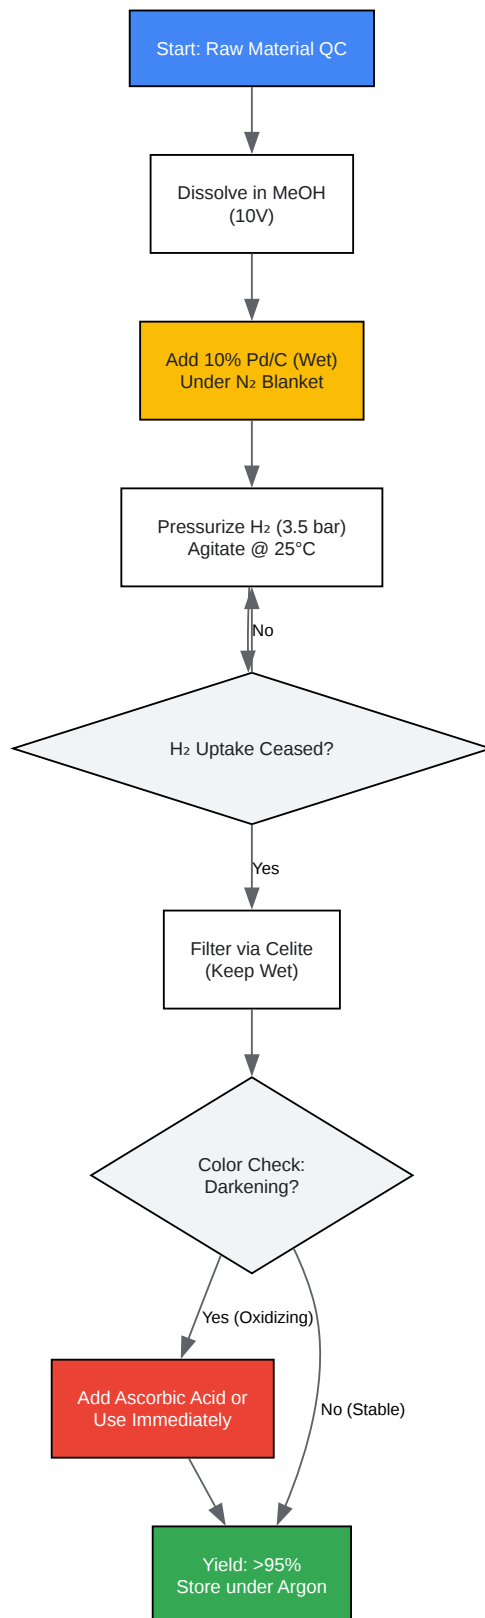 Start: Raw Material QC
Dissolve in MeOH
(10V)
Add 10% Pd/C (Wet)
Under N₂ Blanket
Pressurize H₂ (3.5 bar)
Agitate @ 25°C
No
H₂ Uptake Ceased?
Yes
Filter via Celite
(Keep Wet)
Color Check:
Darkening?
Yes (Oxidizing)
Add Ascorbic Acid or
Use Immediately
No (Stable)
Yield: >95%
Store under Argon